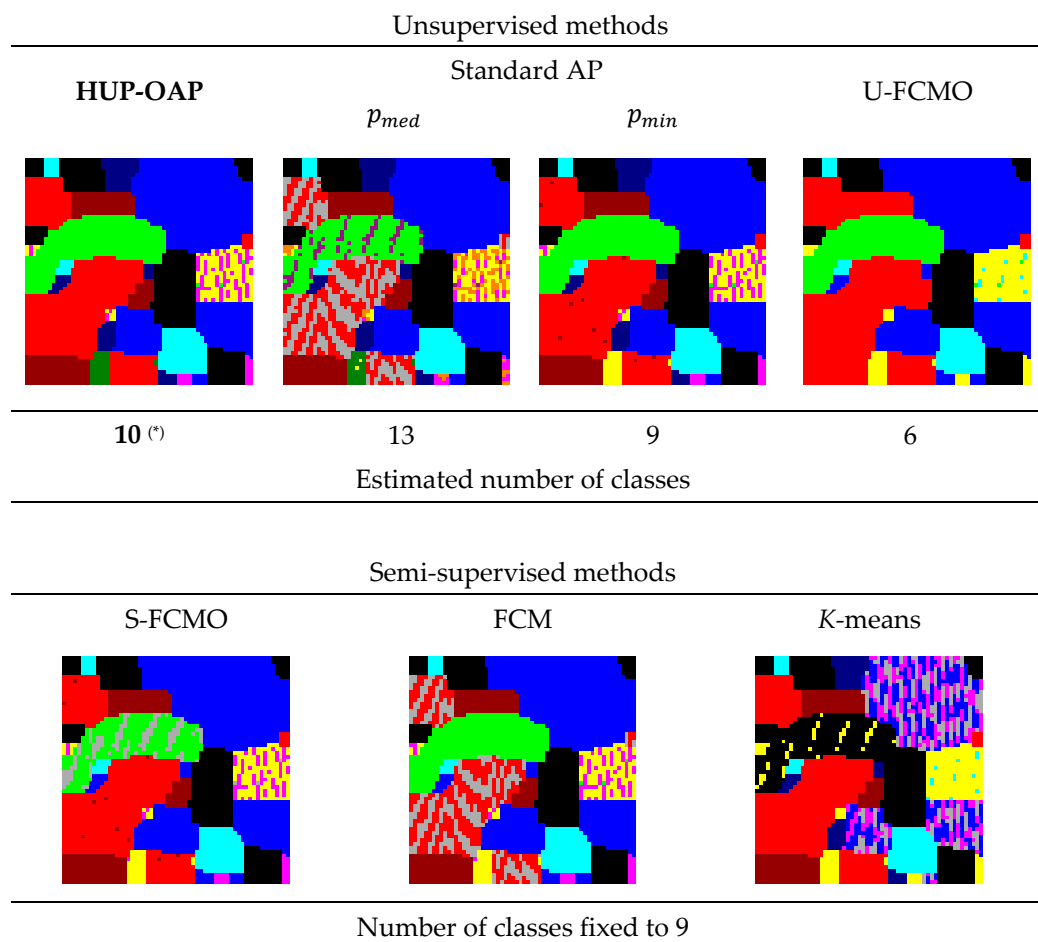 Unsupervised methods
HUP-OAP
Standard AP
U-FCMO
p_med
p_min
10 (*)
13
9
6
Estimated number of classes
Semi-supervised methods
S-FCMO
FCM
K-means
Number of classes fixed to 9